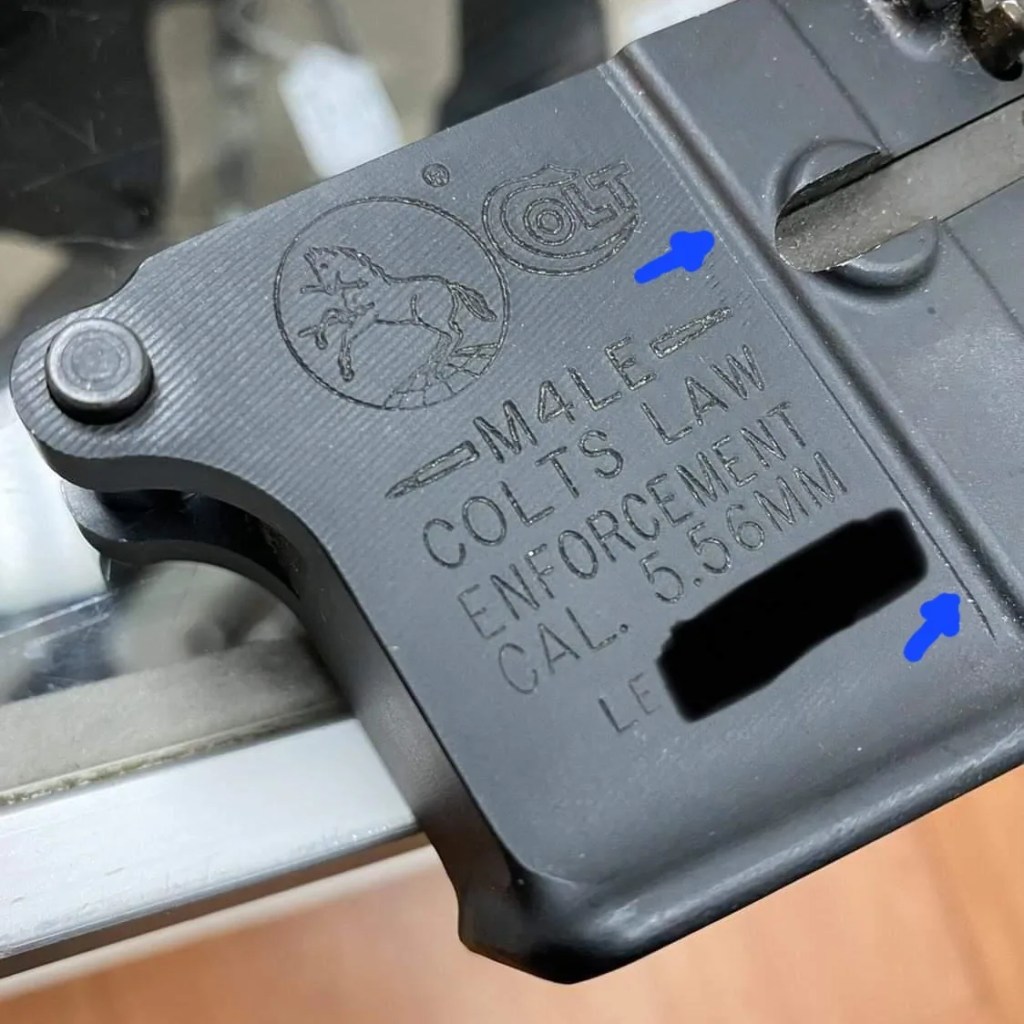 ®
COLT
M4LE
COLTS LAW
ENFORCEMENT
CAL. 5.56MM
LE